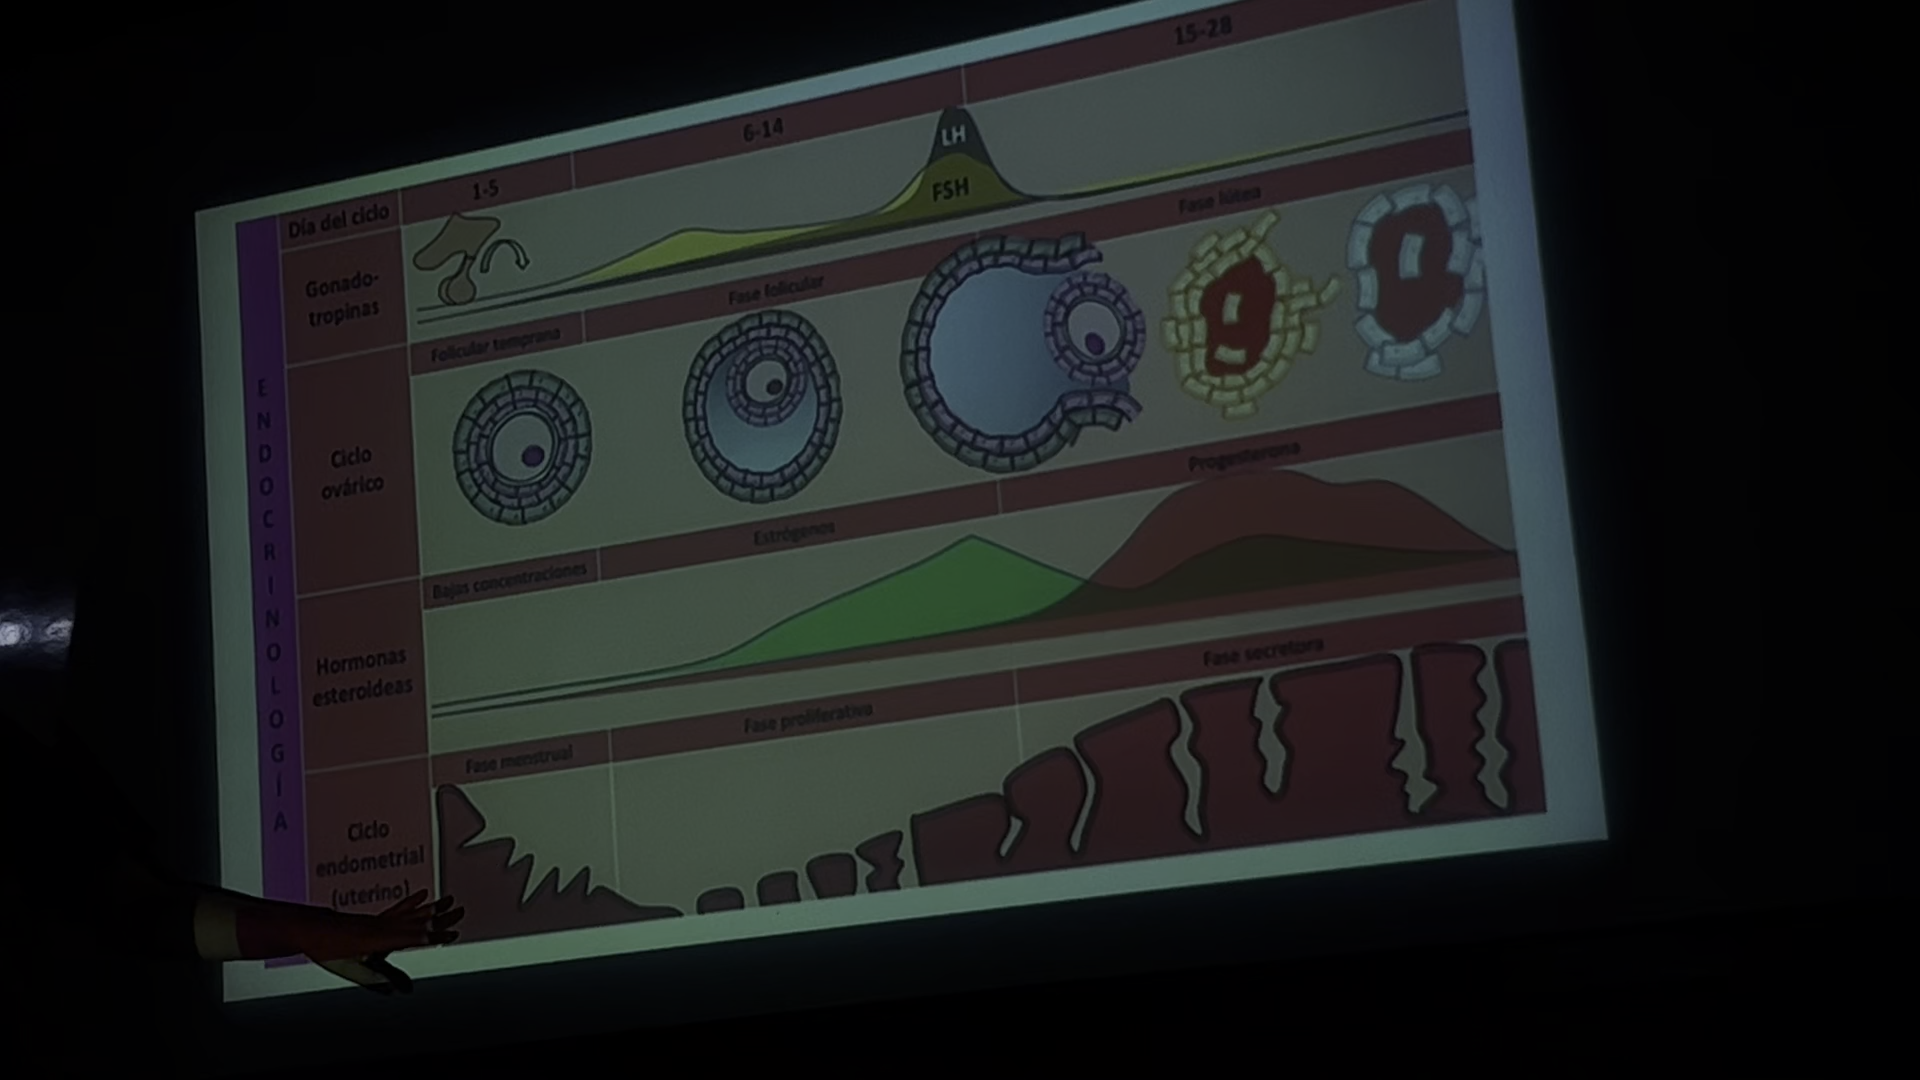 ENDOCRINOLOGÍA
Día del ciclo
1-5
6-14
15-28
Gonado-
tropinas
LH
FSH
Folicular temprana
Fase folicular
Fase lútea
Ciclo
ovárico
Bajas concentraciones
Estrógenos
Progesterona
Hormonas
esteroideas
Fase menstrual
Fase proliferativa
Fase secretora
Ciclo
endometrial
(uterino)